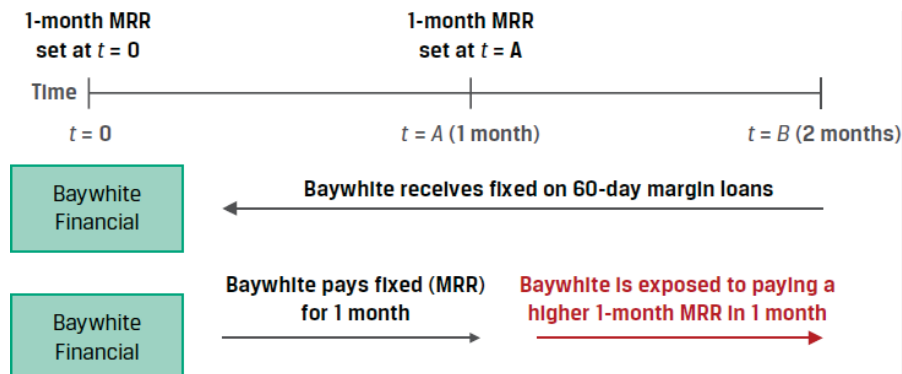 1-month MRR
set at t = 0
1-month MRR
set at t = A
Time
t = 0
t = A (1 month)
t = B (2 months)
Baywhite
Financial
Baywhite receives fixed on 60-day margin loans
Baywhite
Financial
Baywhite pays fixed (MRR)
for 1 month
Baywhite is exposed to paying a
higher 1-month MRR in 1 month